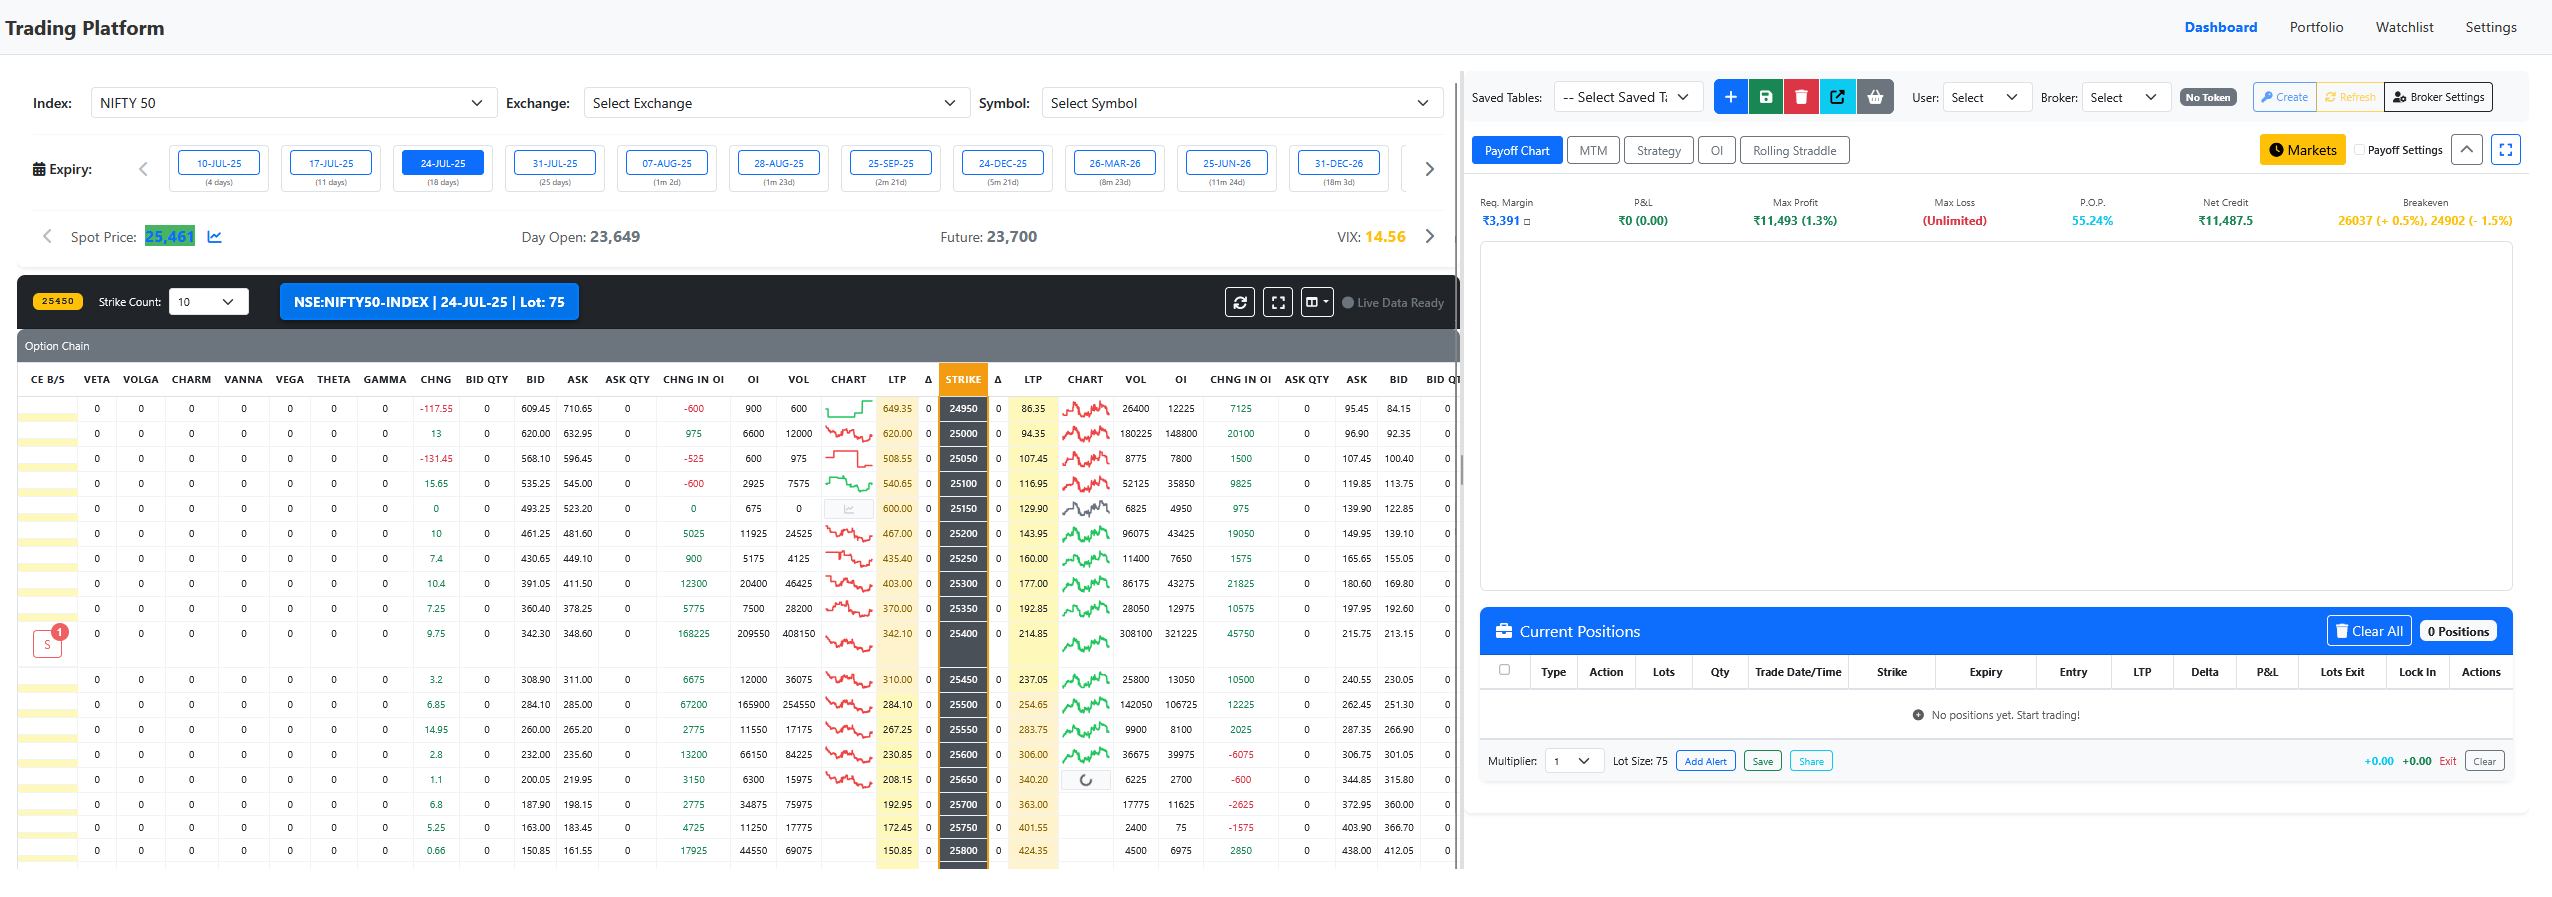 Trading Platform
Dashboard Portfolio Watchlist Settings
Index: NIFTY 50 Exchange: Select Exchange Symbol: Select Symbol
Expiry: 10-JUL-25 17-JUL-25 24-JUL-25 31-JUL-25 07-AUG-25 28-AUG-25 25-SEP-25 24-DEC-25 26-MAR-26 25-JUN-26 31-DEC-26
(4 days) (11 days) (18 days) (25 days) (1m 2d) (1m 23d) (2m 21d) (5m 21d) (8m 23d) (11m 24d) (18m 3d)
Spot Price: 25,461 Day Open: 23,649 Future: 23,700 VIX: 14.56
25450 Strike Count: 10 NSE:NIFTY50-INDEX | 24-JUL-25 | Lot: 75 Live Data Ready
Option Chain
CE B/S VETA VOLGA CHARM VANNA VEGA THETA GAMMA CHNG BID QTY BID ASK ASK QTY CHNG IN OI OI VOL CHART LTP Δ STRIKE Δ LTP CHART VOL OI CHNG IN OI ASK QTY ASK BID BID QT
0 0 0 0 0 0 0 -117.55 0 609.45 710.65 0 -600 900 600 649.35 0 24950 0 86.35 26400 12225 7125 0 95.45 84.15 0
0 0 0 0 0 0 0 13 0 620.00 632.95 0 975 6600 12000 620.00 0 25000 0 94.35 180225 148800 20100 0 96.90 92.35 0
0 0 0 0 0 0 0 -131.45 0 568.10 596.45 0 -525 600 975 508.55 0 25050 0 107.45 8775 7800 1500 0 107.45 100.40 0
0 0 0 0 0 0 0 15.65 0 535.25 545.00 0 -600 2925 7575 540.65 0 25100 0 116.95 52125 35850 9825 0 119.85 113.75 0
0 0 0 0 0 0 0 0 0 493.25 523.20 0 0 675 0 600.00 0 25150 0 129.90 6825 4950 975 0 139.90 122.85 0
0 0 0 0 0 0 0 10 0 461.25 481.60 0 5025 11925 24525 467.00 0 25200 0 143.95 96075 43425 19050 0 149.95 139.10 0
0 0 0 0 0 0 0 7.4 0 430.65 449.10 0 900 5175 4125 435.40 0 25250 0 160.00 11400 7650 1575 0 165.65 155.05 0
0 0 0 0 0 0 0 10.4 0 391.05 411.50 0 12300 20400 46425 403.00 0 25300 0 177.00 86175 43275 21825 0 180.60 169.80 0
0 0 0 0 0 0 0 7.25 0 360.40 378.25 0 5775 7500 28200 370.00 0 25350 0 192.85 28050 12975 10575 0 197.95 192.60 0
S 1 0 0 0 0 0 0 0 9.75 0 342.30 348.60 0 168225 209550 408150 342.10 0 25400 0 214.85 308100 321225 45750 0 215.75 213.15 0
0 0 0 0 0 0 0 3.2 0 308.90 311.00 0 6675 12000 36075 310.00 0 25450 0 237.05 25800 13050 10500 0 240.55 230.05 0
0 0 0 0 0 0 0 6.85 0 284.10 285.00 0 67200 165900 254550 284.10 0 25500 0 254.65 142050 106725 12225 0 262.45 251.30 0
0 0 0 0 0 0 0 14.95 0 260.00 265.20 0 2775 11550 17175 267.25 0 25550 0 283.75 9900 8100 2025 0 287.35 266.90 0
0 0 0 0 0 0 0 2.8 0 232.00 235.60 0 13200 66150 84225 230.85 0 25600 0 306.00 36675 39975 -6075 0 306.75 301.05 0
0 0 0 0 0 0 0 1.1 0 200.05 219.95 0 3150 6300 15975 208.15 0 25650 0 340.20 6225 2700 -600 0 344.85 315.80 0
0 0 0 0 0 0 0 6.8 0 187.90 198.15 0 2775 34875 75975 192.95 0 25700 0 363.00 17775 11625 -2625 0 372.95 360.00 0
0 0 0 0 0 0 0 5.25 0 163.00 183.45 0 4725 11250 17775 172.45 0 25750 0 401.55 2400 75 -1575 0 403.90 366.70 0
0 0 0 0 0 0 0 0.66 0 150.85 161.55 0 17925 44550 69075 150.85 0 25800 0 424.35 4500 6975 2850 0 438.00 412.05 0
Saved Tables: -- Select Saved Ta User: Select Broker: Select No Token Create Refresh Broker Settings
Payoff Chart MTM Strategy OI Rolling Straddle Markets Payoff Settings
Req. Margin P&L Max Profit Max Loss P.O.P. Net Credit Breakeven
₹3,391 ₹0 (0.00) ₹11,493 (1.3%) (Unlimited) 55.24% ₹11,487.5 26037 (+ 0.5%), 24902 (- 1.5%)
Current Positions Clear All 0 Positions
Type Action Lots Qty Trade Date/Time Strike Expiry Entry LTP Delta P&L Lots Exit Lock In Actions
No positions yet. Start trading!
Multiplier: 1 Lot Size: 75 Add Alert Save Share +0.00 +0.00 Exit Clear